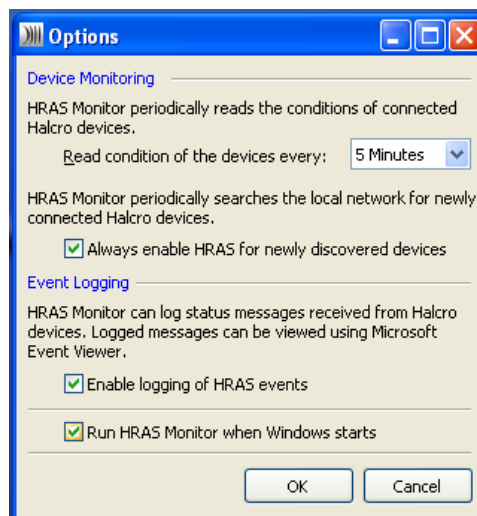 Options
Device Monitoring
HRAS Monitor periodically reads the conditions of connected
Halcro devices.
Read condition of the devices every: 5 Minutes
HRAS Monitor periodically searches the local network for newly
connected Halcro devices.
Always enable HRAS for newly discovered devices
Event Logging
HRAS Monitor can log status messages received from Halcro
devices. Logged messages can be viewed using Microsoft
Event Viewer.
Enable logging of HRAS events
Run HRAS Monitor when Windows starts
OK Cancel